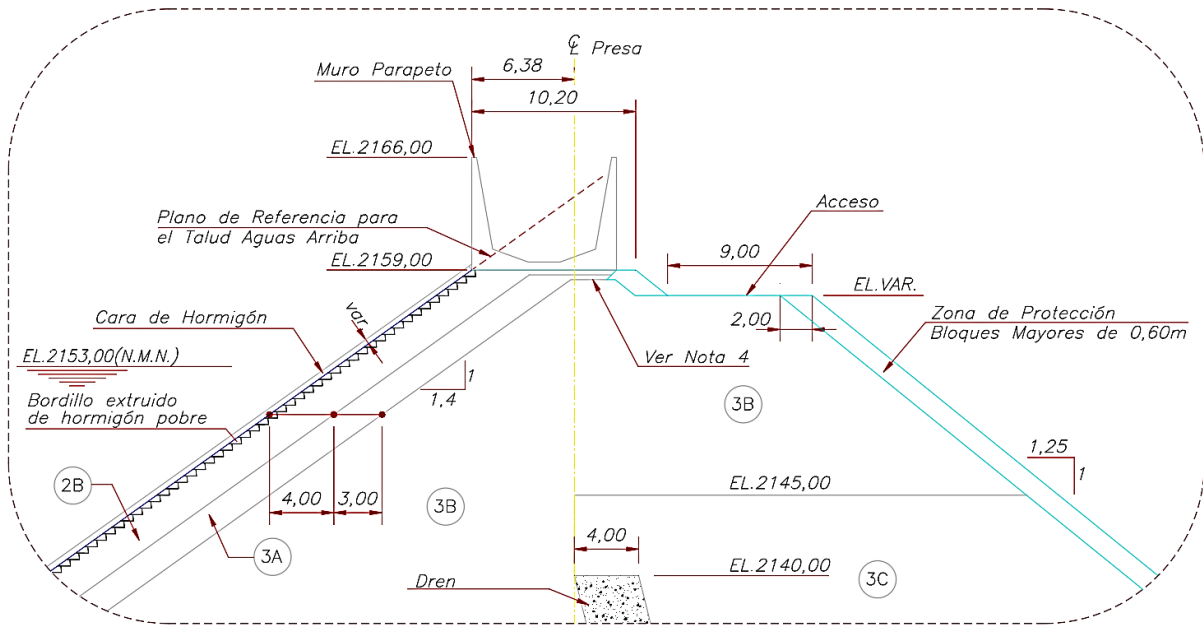 ℄ Presa
6,38
Muro Parapeto
10,20
EL.2166,00
Plano de Referencia para
el Talud Aguas Arriba
Acceso
EL.2159,00
9,00
EL.VAR.
Cara de Hormigón
var
2,00
Zona de Protección
Bloques Mayores de 0,60m
EL.2153,00(N.M.N.)
Ver Nota 4
1
1,4
Bordillo extruido
de hormigón pobre
3B
1,25
1
2B
4,00
3,00
3B
EL.2145,00
3A
4,00
EL.2140,00
Dren
3C